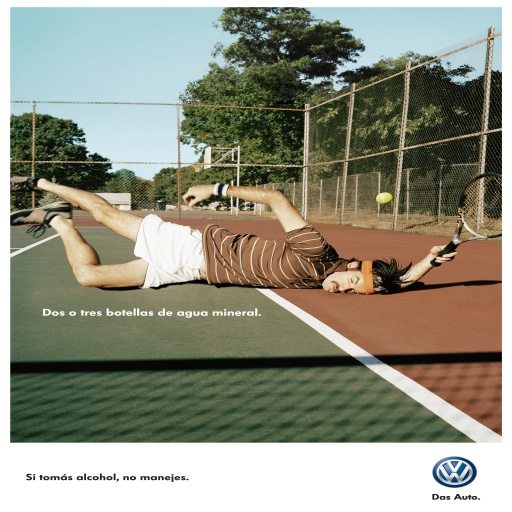 Dos o tres botellas de agua mineral.
Si tomás alcohol, no manejes.
Das Auto.